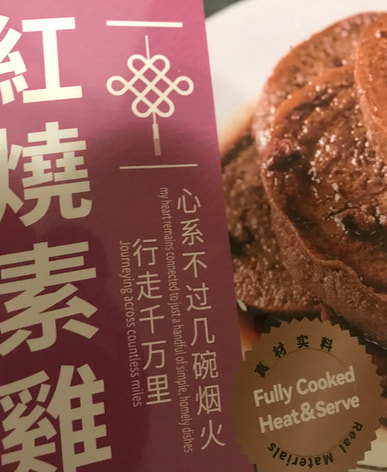 紅燒素雞
心系不过几碗烟火
my heart remains connected to just a handful of simple, homely dishes
行走千万里
Journeying across countless miles
真材实料
Fully Cooked
Heat&Serve
Real Materials